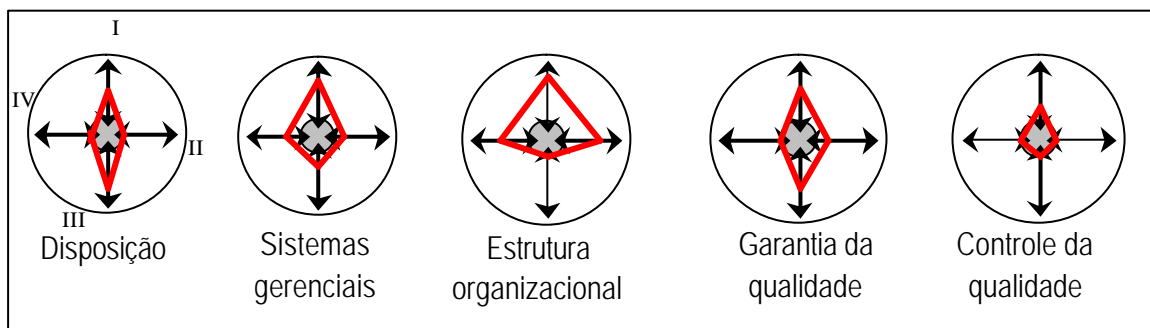 I
IV
II
III
Disposição
Sistemas
gerenciais
Estrutura
organizacional
Garantia da
qualidade
Controle da
qualidade